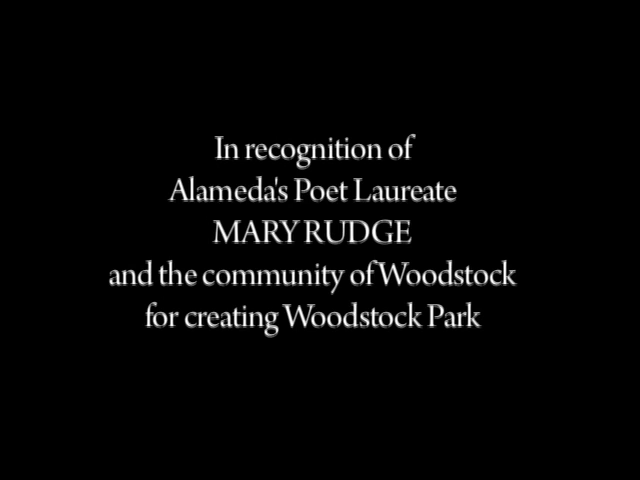 In recognition of
Alameda's Poet Laureate
MARY RUDGE
and the community of Woodstock
for creating Woodstock Park